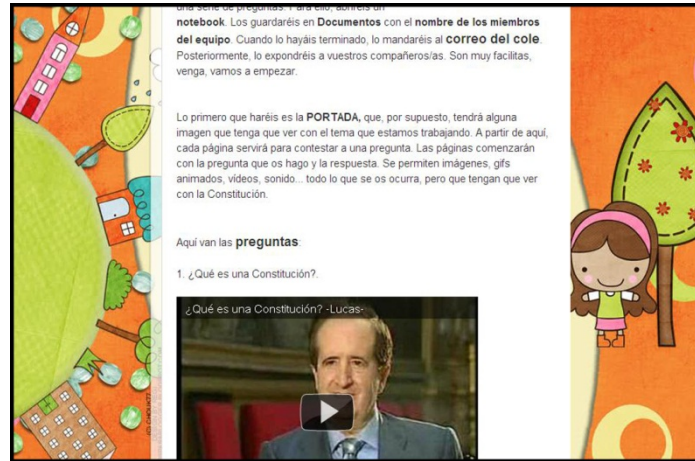 una serie de preguntas. Para ello, abriréis un
notebook. Los guardaréis en Documentos con el nombre de los miembros
del equipo. Cuando lo hayáis terminado, lo mandaréis al correo del cole.
Posteriormente, lo expondréis a vuestros compañeros/as. Son muy facilitas,
venga, vamos a empezar.
Lo primero que haréis es la PORTADA, que, por supuesto, tendrá alguna
imagen que tenga que ver con el tema que estamos trabajando. A partir de aquí,
cada página servirá para contestar a una pregunta. Las páginas comenzarán
con la pregunta que os hago y la respuesta. Se permiten imágenes, gifs
animados, vídeos, sonido... todo lo que se os ocurra, pero que tengan que ver
con la Constitución.
Aquí van las preguntas:
1. ¿Qué es una Constitución?.
¿Qué es una Constitución? -Lucas-